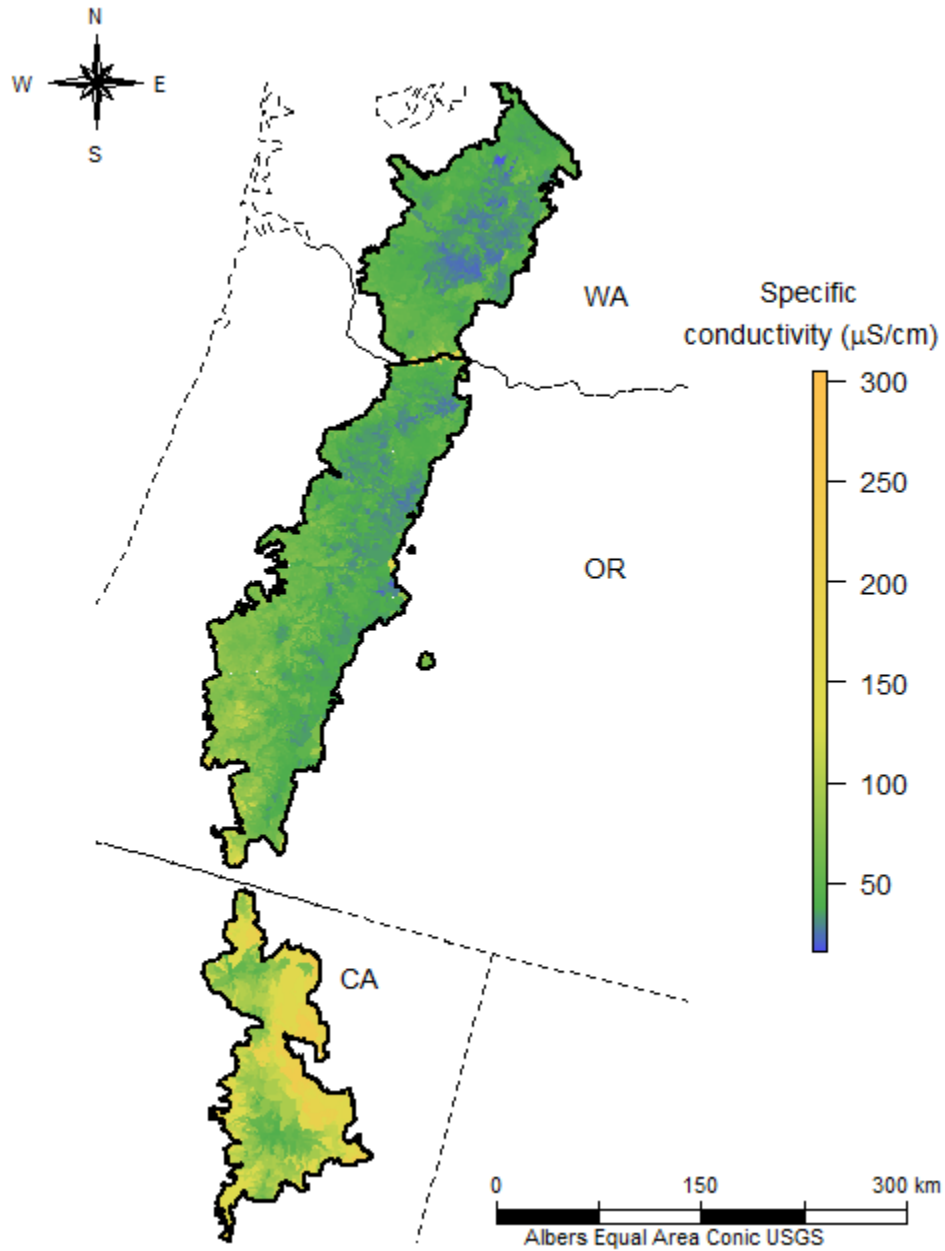 N
W E
S
WA
Specific
conductivity (μS/cm)
300
250
OR
200
150
100
50
CA
0 150 300 km
Albers Equal Area Conic USGS